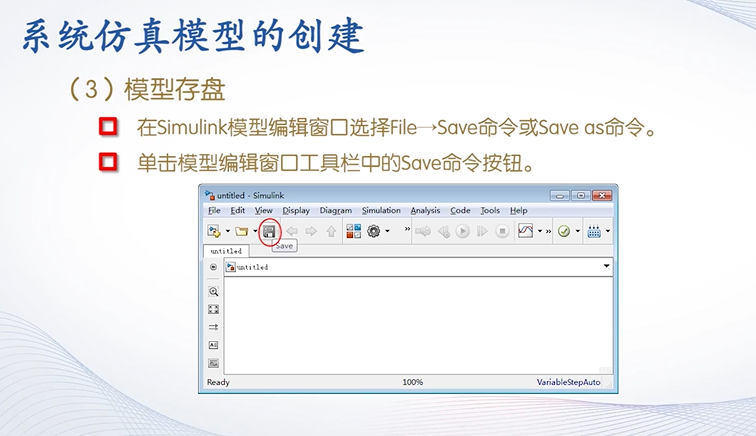 系统仿真模型的创建
（3）模型存盘
在Simulink模型编辑窗口选择File→Save命令或Save as命令。
单击模型编辑窗口工具栏中的Save命令按钮。
untitled - Simulink
File Edit View Display Diagram Simulation Analysis Code Tools Help
Save
untitled
untitled
Ready 100% VariableStepAuto